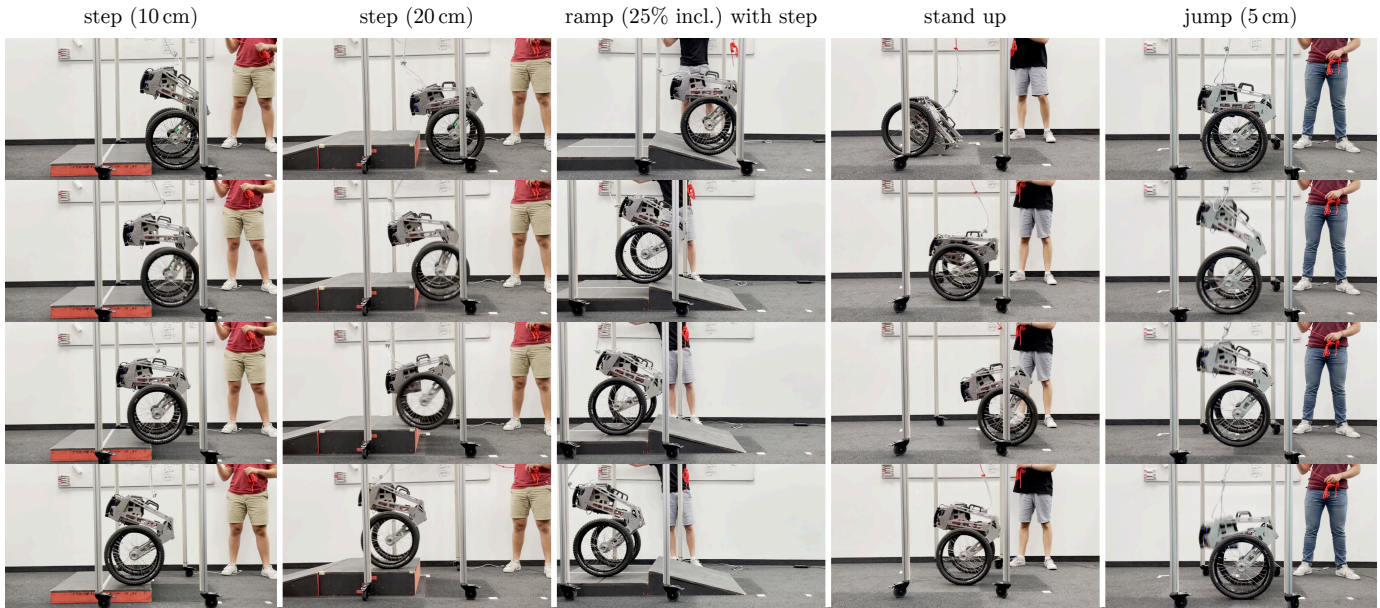 step (10 cm)
step (20 cm)
ramp (25% incl.) with step
stand up
jump (5 cm)